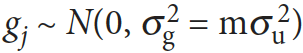 g_j ~ N(0, σ_g^2 = mσ_u^2)